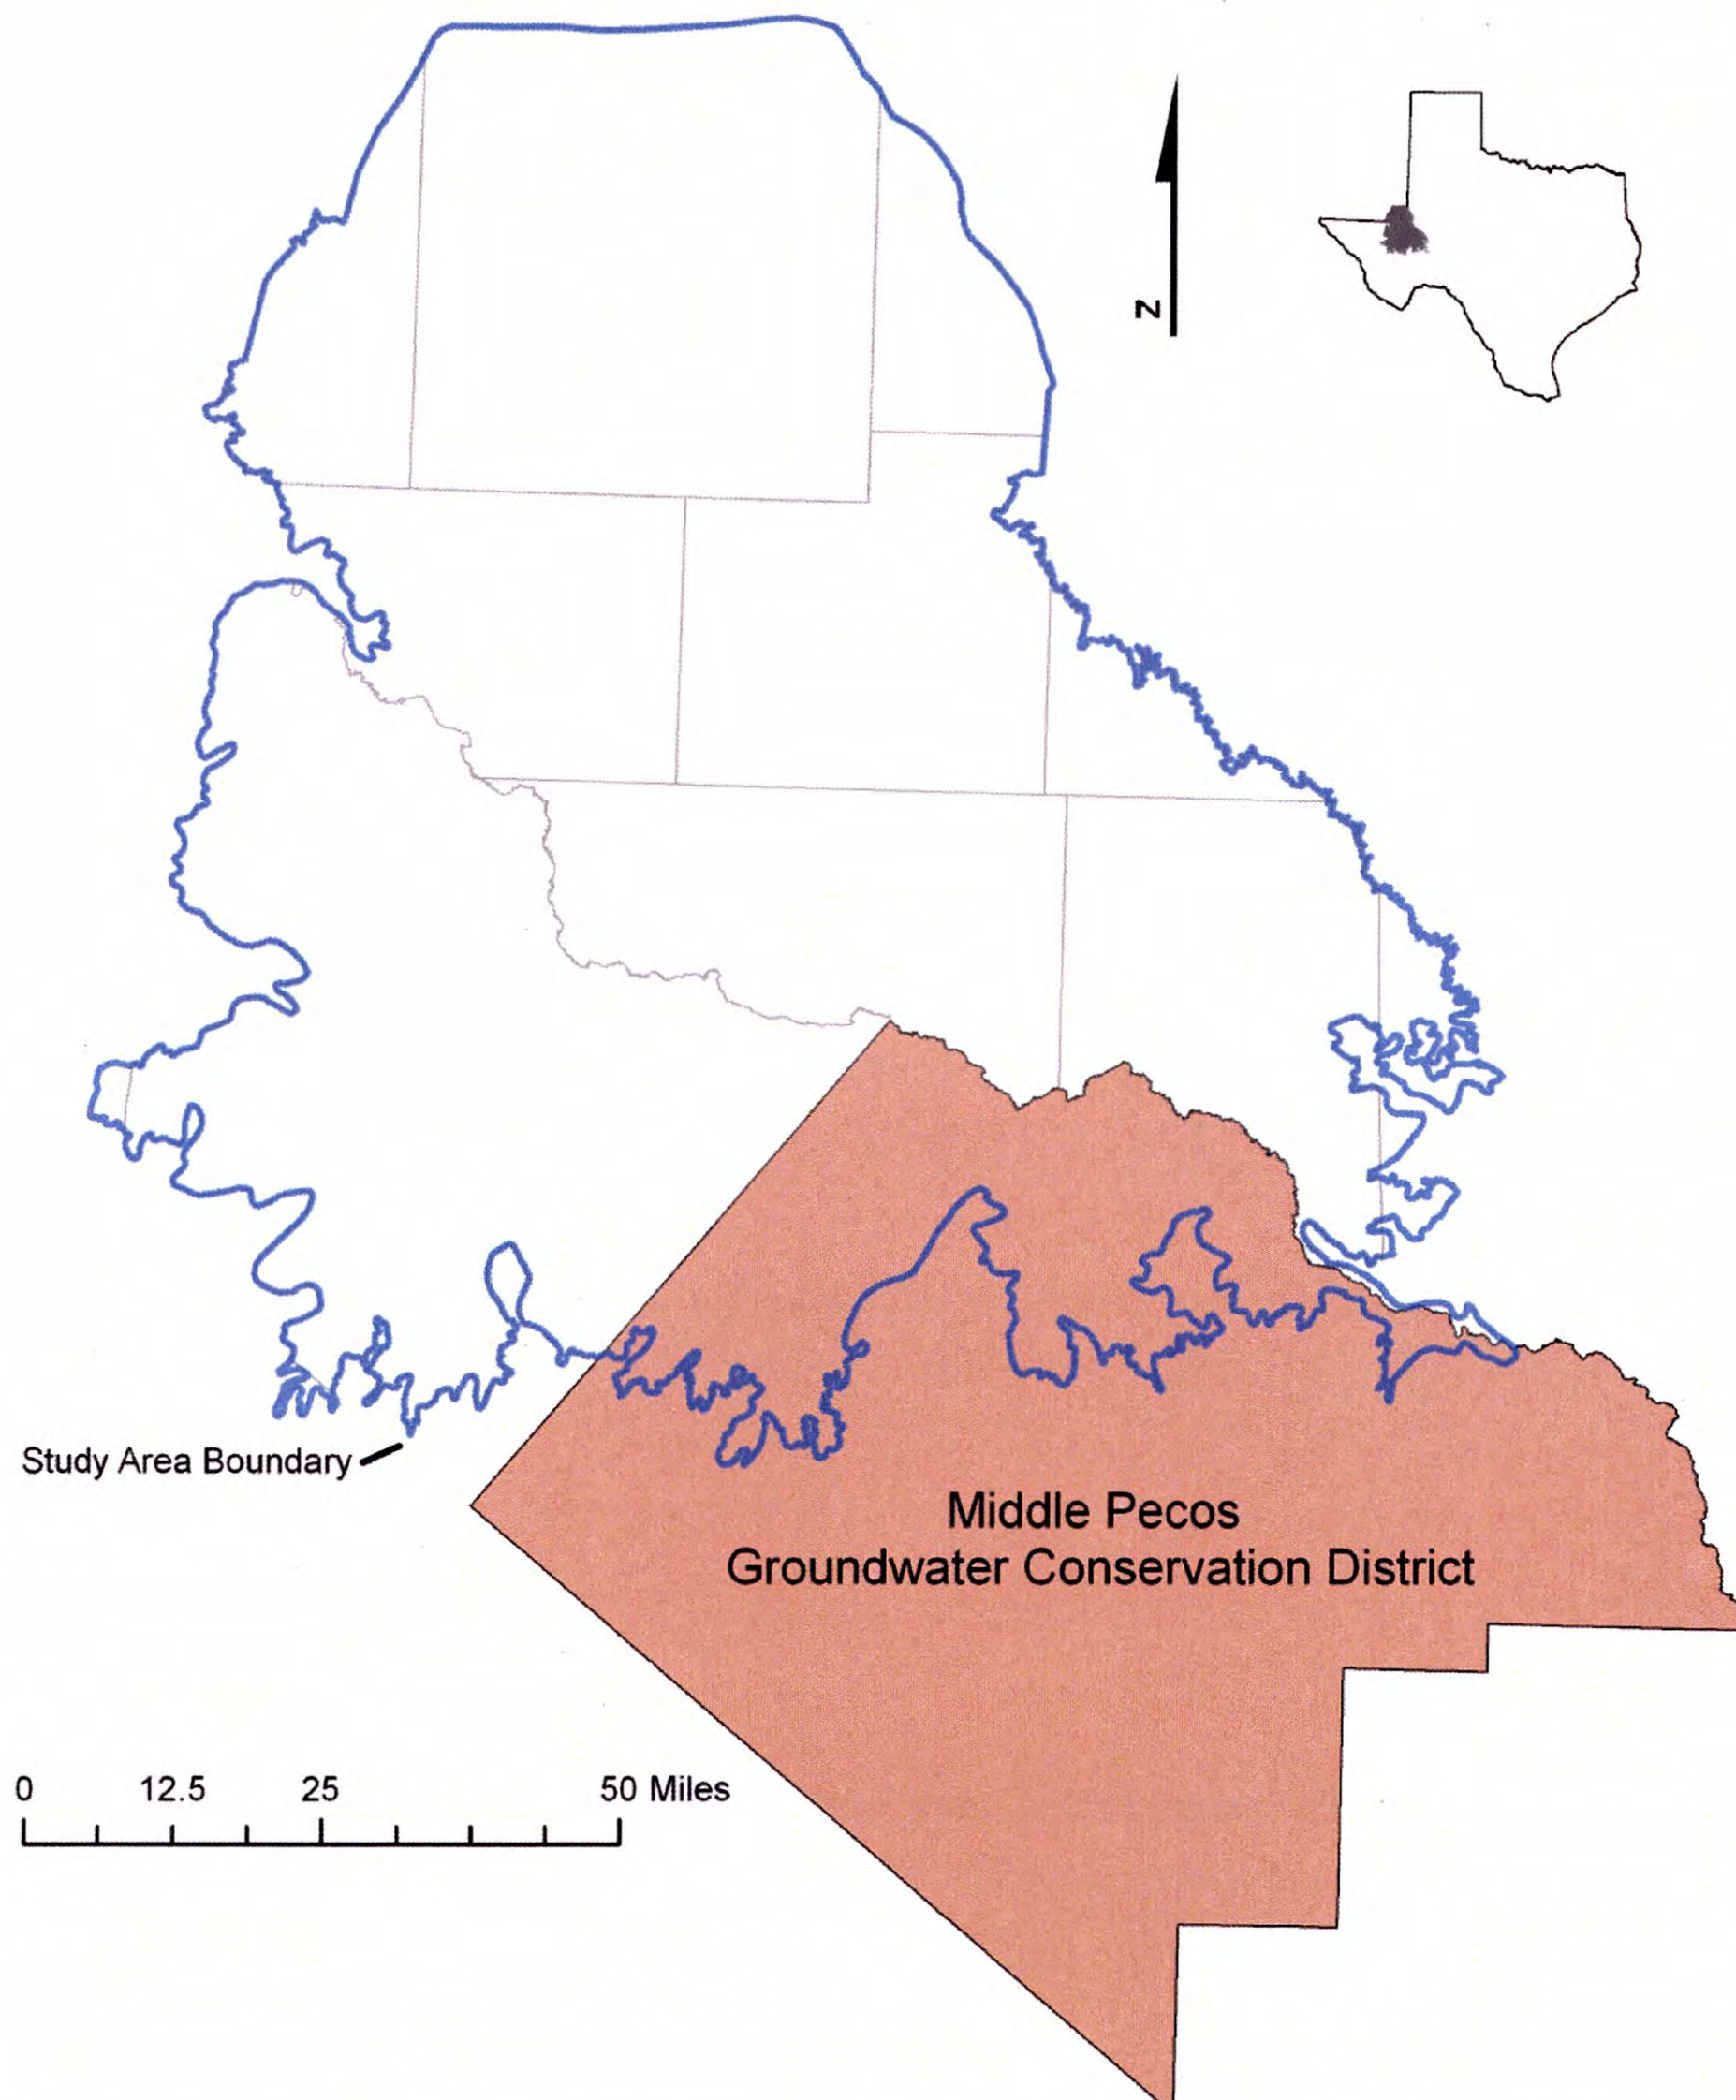 N
Study Area Boundary
Middle Pecos
Groundwater Conservation District
0 12.5 25 50 Miles